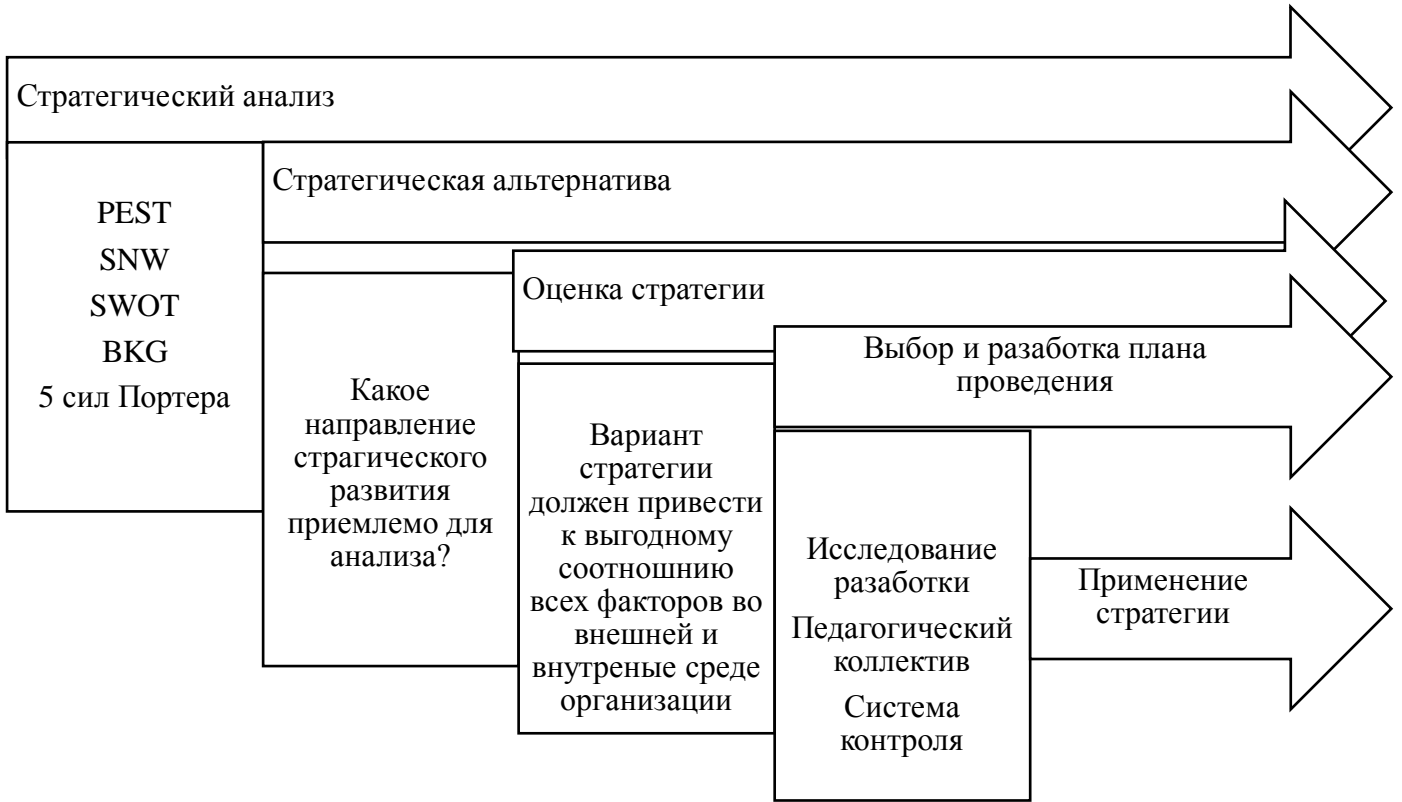 Стратегический анализ
PEST
SNW
SWOT
BKG
5 сил Портера
Стратегическая альтернатива
Какое
направление
страгического
развития
приемлемо для
анализа?
Оценка стратегии
Вариант
стратегии
должен привести
к выгодному
соотношнию
всех факторов во
внешней и
внутреные среде
организации
Выбор и разаботка плана
проведения
Исследование
разаботки
Педагогический
коллектив
Система
контроля
Применение
стратегии